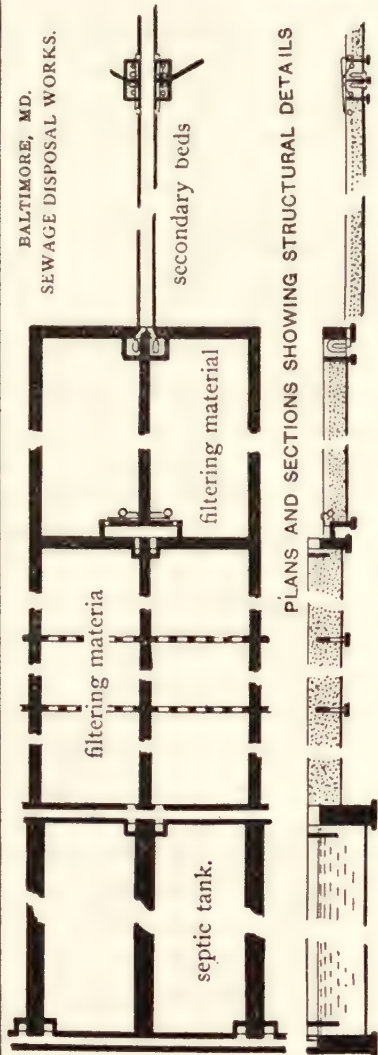 BALTIMORE, MD.
SEWAGE DISPOSAL WORKS.
secondary beds
filtering material
filtering materia
septic tank.
PLANS AND SECTIONS SHOWING STRUCTURAL DETAILS